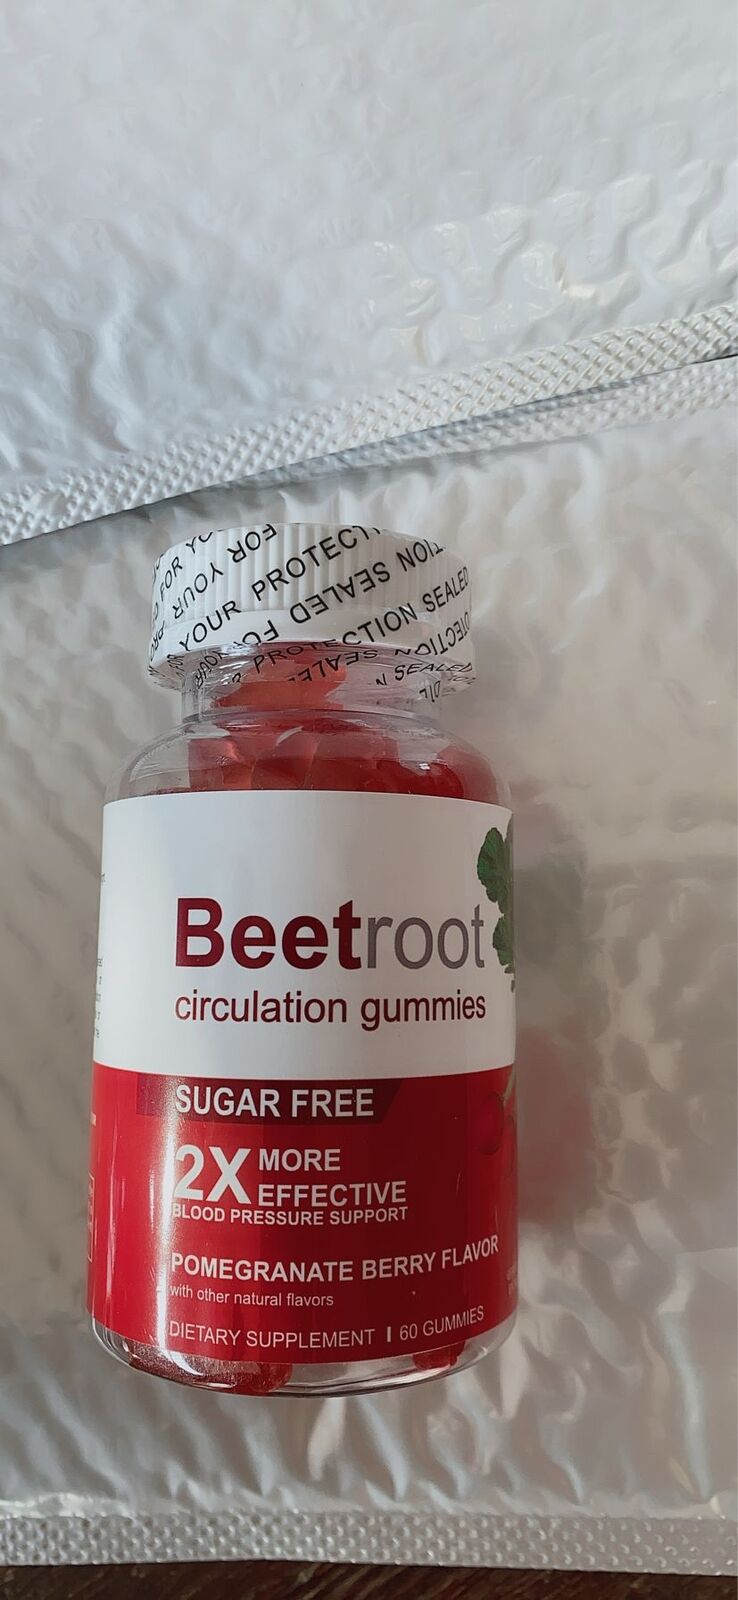 FOR YOUR PROTECTION SEALED
Beetroot
circulation gummies
SUGAR FREE
2X MORE
EFFECTIVE
BLOOD PRESSURE SUPPORT
POMEGRANATE BERRY FLAVOR
with other natural flavors
DIETARY SUPPLEMENT | 60 GUMMIES